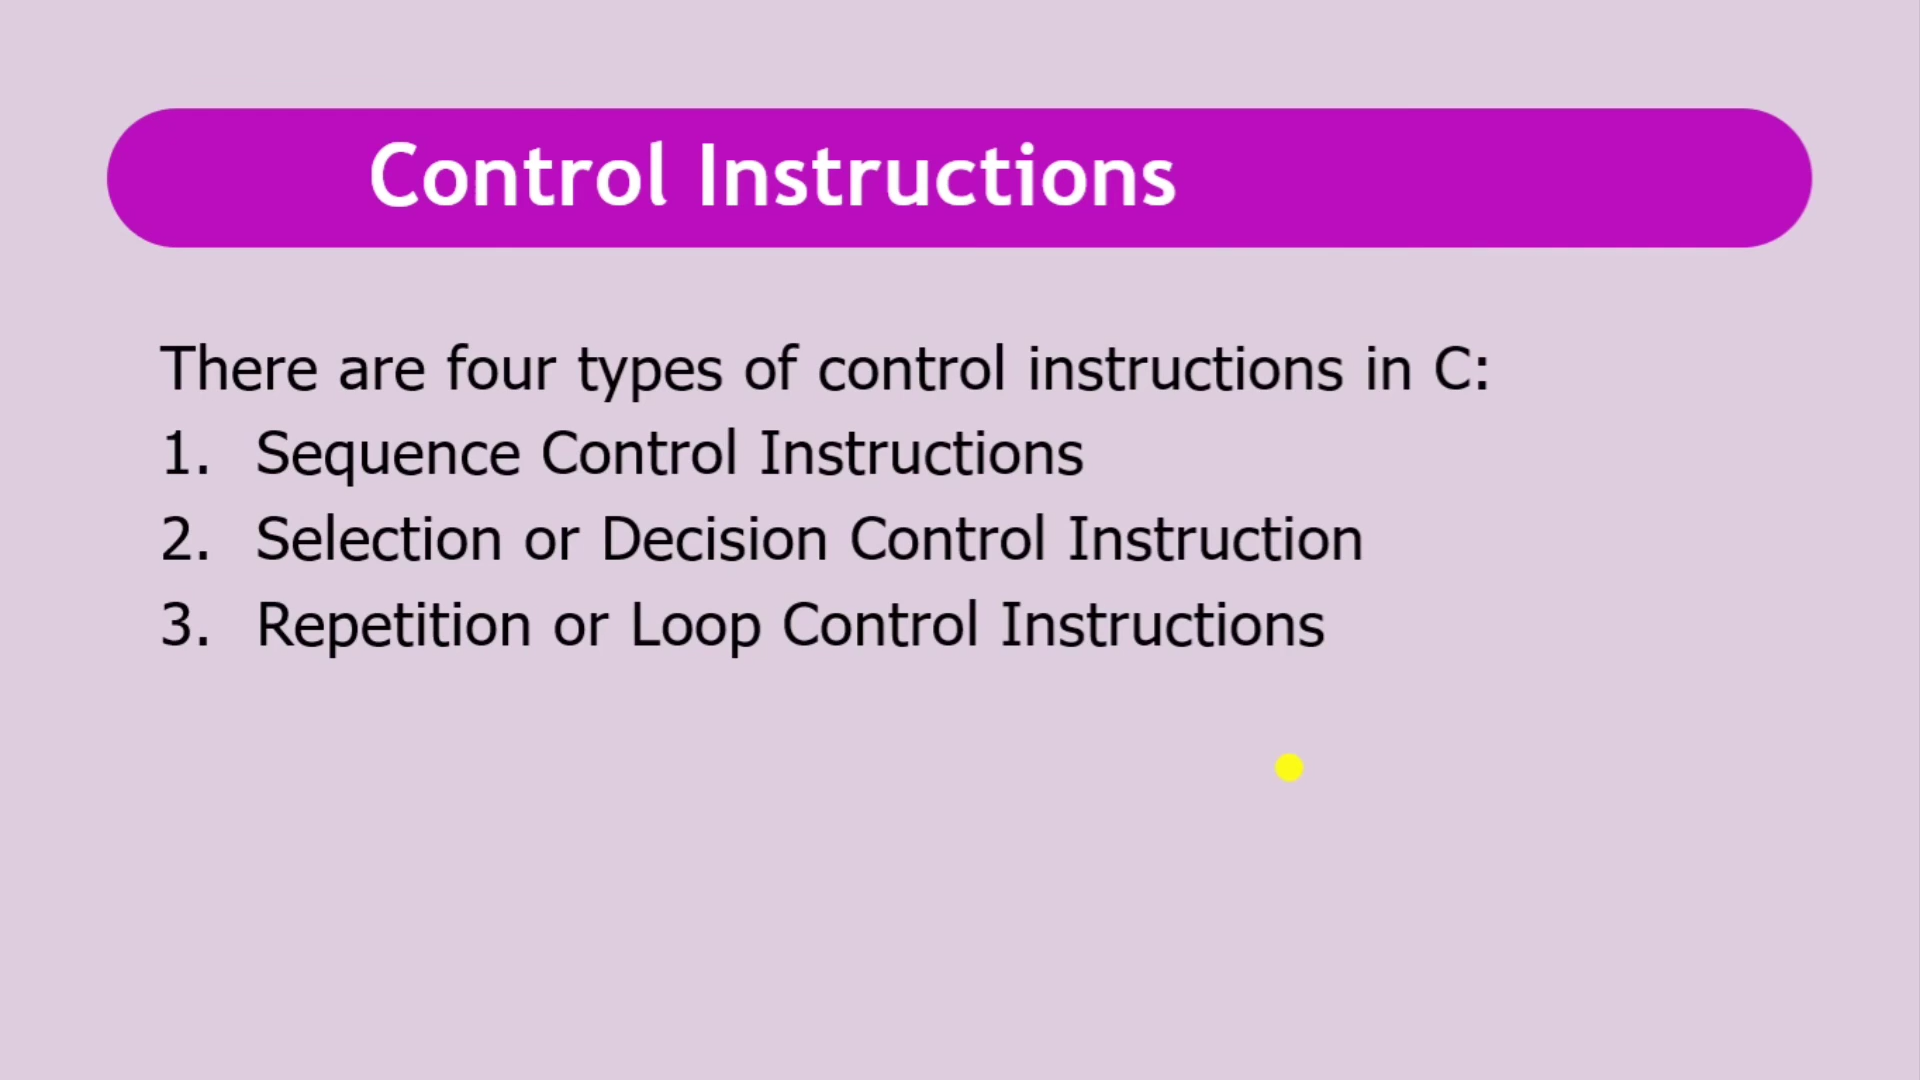 Control Instructions
There are four types of control instructions in C:
1. Sequence Control Instructions
2. Selection or Decision Control Instruction
3. Repetition or Loop Control Instructions